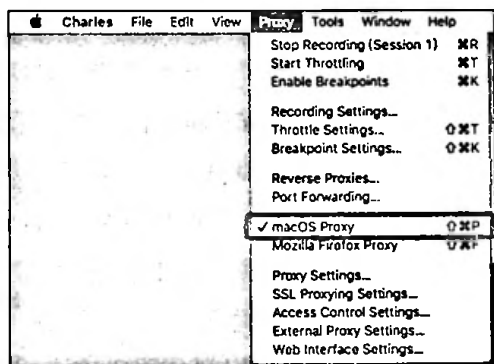 Charles File Edit View Proxy Tools Window Help
Stop Recording (Session 1) ⌘R
Start Throttling ⌘T
Enable Breakpoints ⌘K
Recording Settings...
Throttle Settings... ⇧⌘T
Breakpoint Settings... ⇧⌘K
Reverse Proxies...
Port Forwarding...
✓ macOS Proxy ⇧⌘P
Mozilla Firefox Proxy ⇧⌘F
Proxy Settings...
SSL Proxying Settings...
Access Control Settings...
External Proxy Settings...
Web Interface Settings...